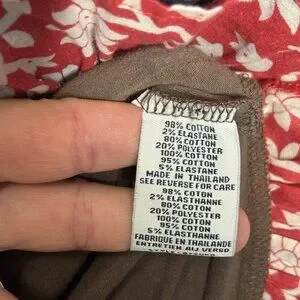 98% COTTON
2% ELASTANE
80% COTTON
20% POLYESTER
100% COTTON
95% COTTON
5% ELASTANE
MADE IN THAILAND
SEE REVERSE FOR CARE
98% COTON
2% ELASTHANNE
80% COTON
20% POLYESTER
100% COTON
95% COTON
5% ELASTHANNE
FABRIQUE EN THAILANDE
ENTRETIEN AU VERSO